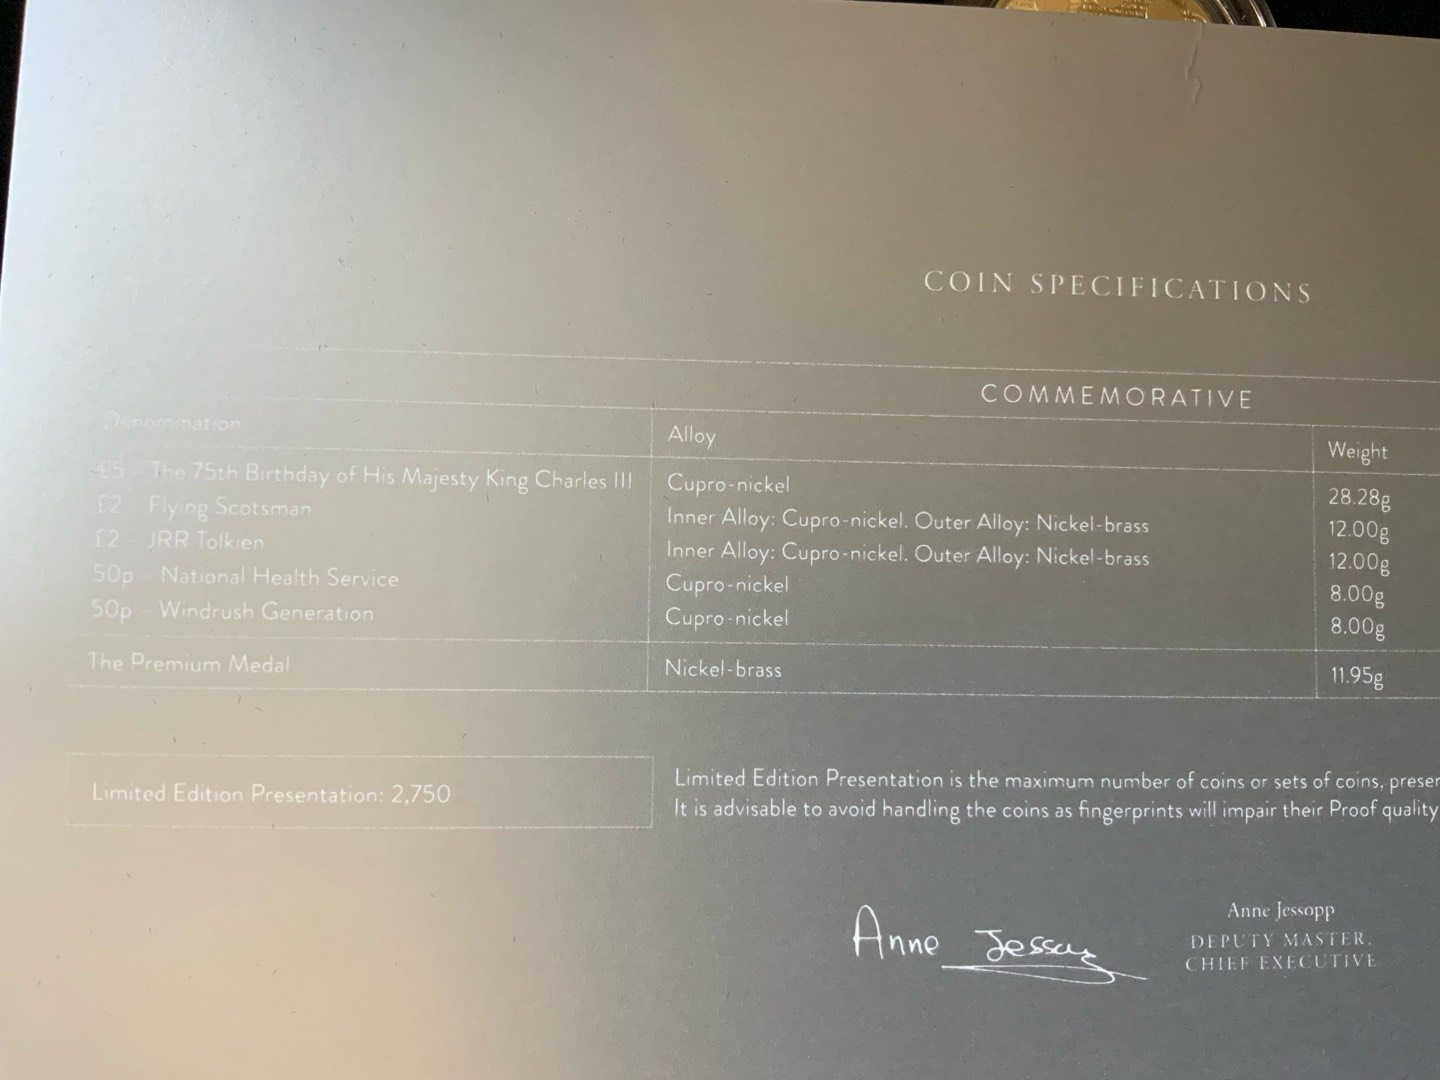 COIN SPECIFICATIONS
COMMEMORATIVE
Denomination Alloy Weight
£5 - The 75th Birthday of His Majesty King Charles III Cupro-nickel 28.28g
£2 - Flying Scotsman Inner Alloy: Cupro-nickel. Outer Alloy: Nickel-brass 12.00g
£2 - JRR Tolkien Inner Alloy: Cupro-nickel. Outer Alloy: Nickel-brass 12.00g
50p - National Health Service Cupro-nickel 8.00g
50p - Windrush Generation Cupro-nickel 8.00g
The Premium Medal Nickel-brass 11.95g
Limited Edition Presentation: 2,750
Limited Edition Presentation is the maximum number of coins or sets of coins, presen
It is advisable to avoid handling the coins as fingerprints will impair their Proof quality
Anne Jessopp
Anne Jessopp
DEPUTY MASTER,
CHIEF EXECUTIVE